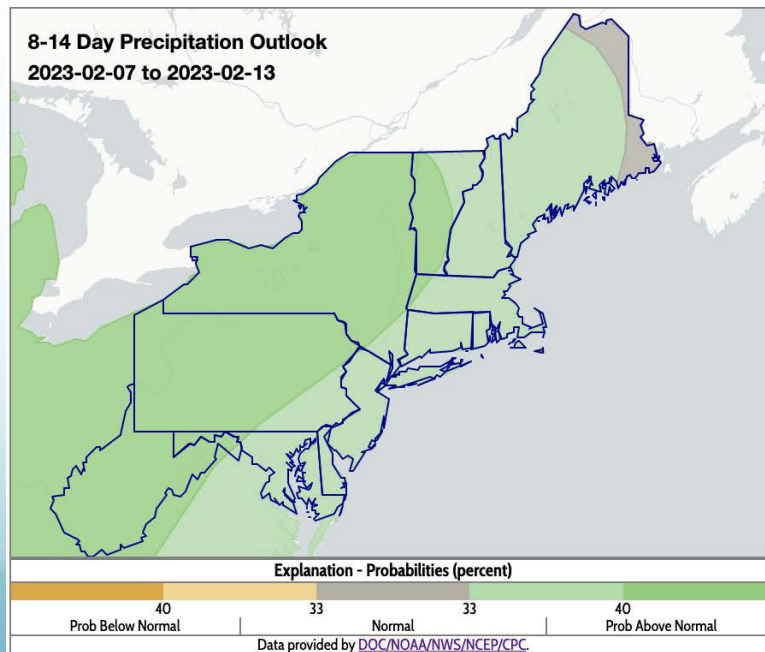 8-14 Day Precipitation Outlook
2023-02-07 to 2023-02-13
Explanation - Probabilities (percent)
40 33 33 40
Prob Below Normal Normal Prob Above Normal
Data provided by DOC/NOAA/NWS/NCEP/CPC.